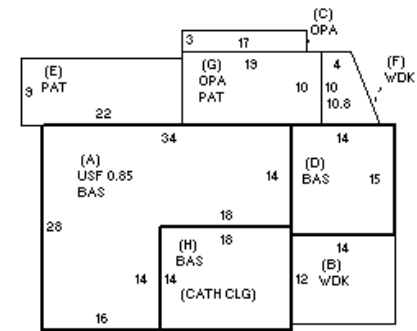 (C)
OPA
3
17
(E)
PAT
9
22
(G)
OPA
PAT
19
10
4
10
10.8
(F)
WDK
34
(A)
USF 0.85
BAS
14
28
18
14
16
(D)
BAS
14
15
18
(H)
BAS
14
(CATH CLG)
14
(B)
WDK
12